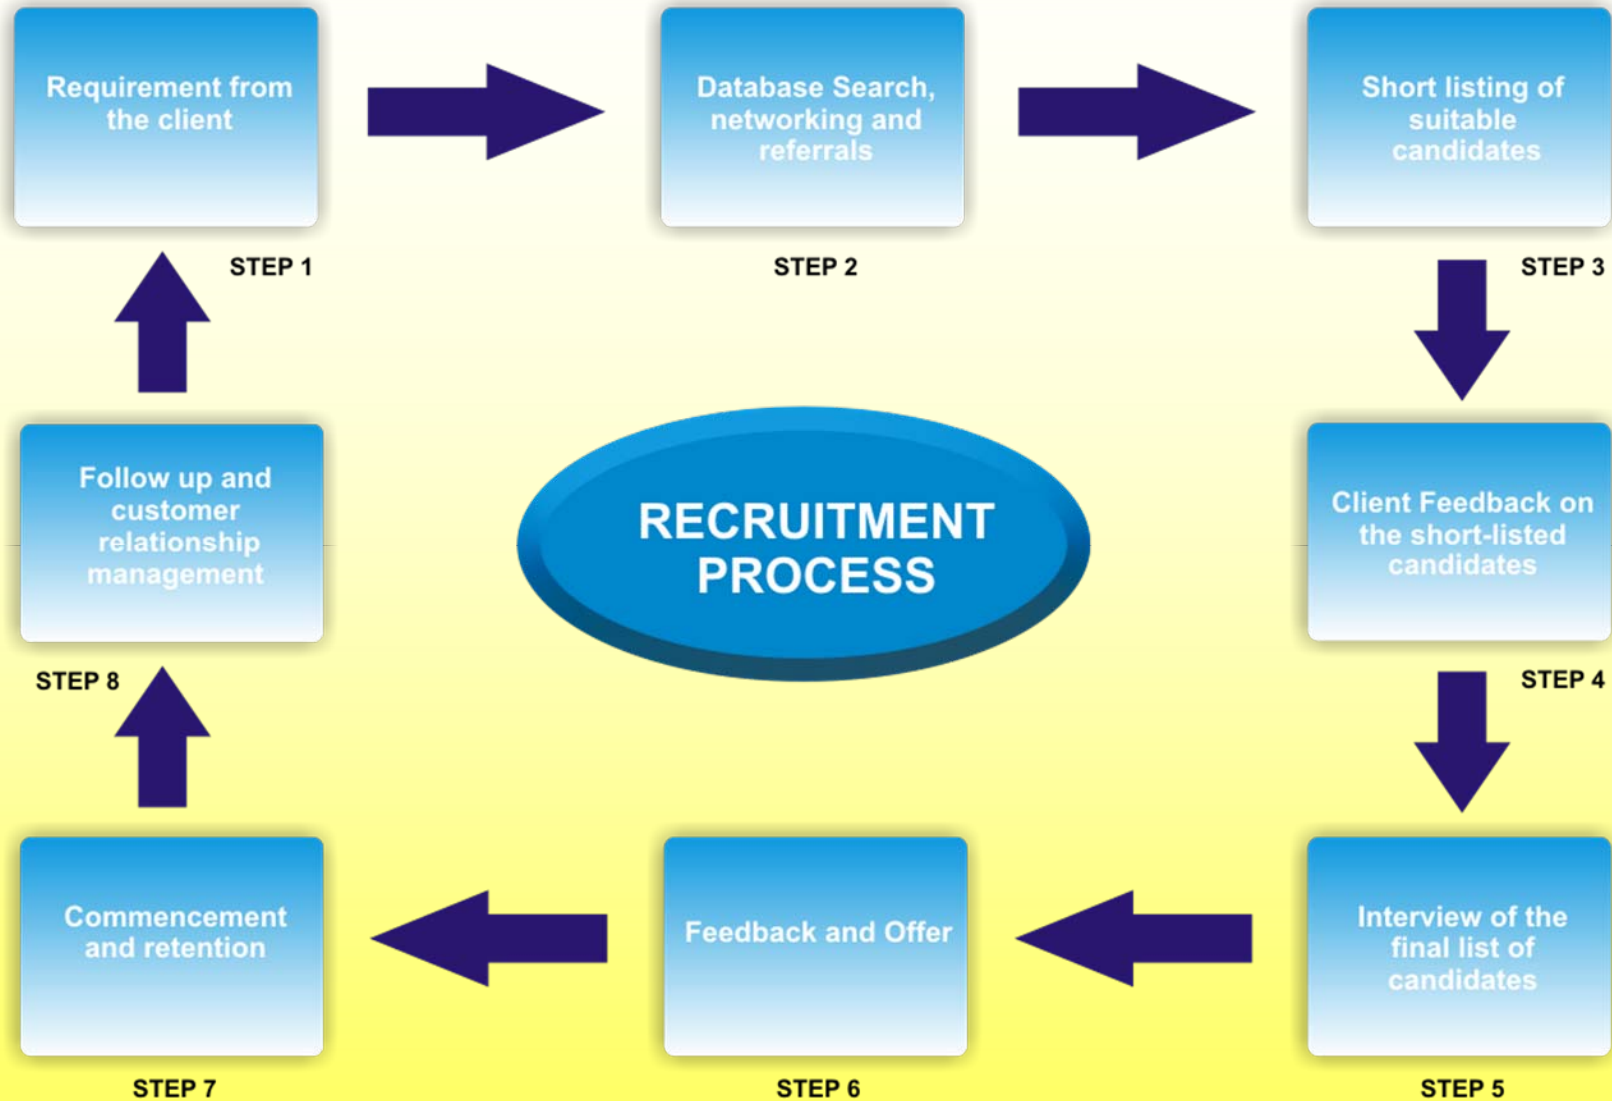 Requirement from
the client
STEP 1
Database Search,
networking and
referrals
STEP 2
Short listing of
suitable
candidates
STEP 3
Client Feedback on
the short-listed
candidates
STEP 4
Interview of the
final list of
candidates
STEP 5
Feedback and Offer
STEP 6
Commencement
and retention
STEP 7
Follow up and
customer
relationship
management
STEP 8
RECRUITMENT
PROCESS